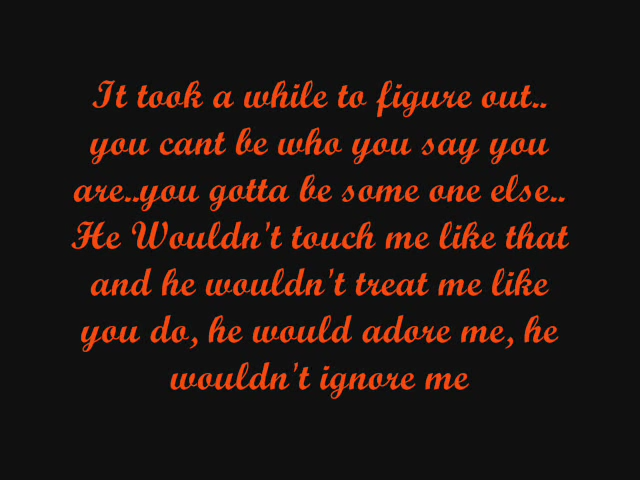 It took a while to figure out..
you cant be who you say you
are..you gotta be some one else..
He Wouldn't touch me like that
and he wouldn't treat me like
you do, he would adore me, he
wouldn't ignore me